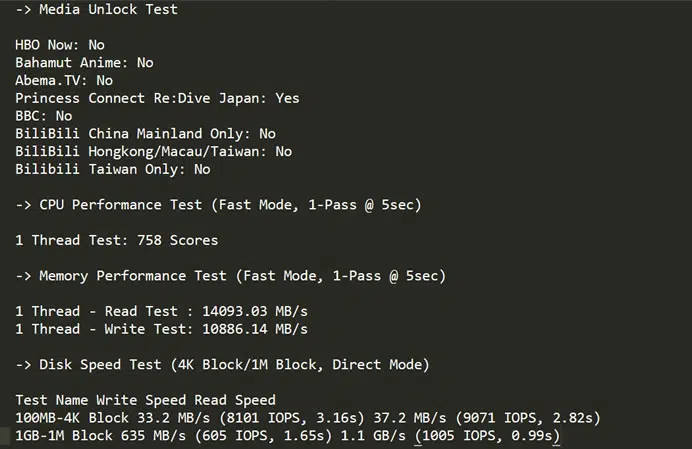 -> Media Unlock Test
HBO Now: No
Bahamut Anime: No
Abema.TV: No
Princess Connect Re:Dive Japan: Yes
BBC: No
BiliBili China Mainland Only: No
BiliBili Hongkong/Macau/Taiwan: No
Bilibili Taiwan Only: No
-> CPU Performance Test (Fast Mode, 1-Pass @ 5sec)
1 Thread Test: 758 Scores
-> Memory Performance Test (Fast Mode, 1-Pass @ 5sec)
1 Thread - Read Test : 14093.03 MB/s
1 Thread - Write Test: 10886.14 MB/s
-> Disk Speed Test (4K Block/1M Block, Direct Mode)
Test Name Write Speed Read Speed
100MB-4K Block 33.2 MB/s (8101 IOPS, 3.16s) 37.2 MB/s (9071 IOPS, 2.82s)
1GB-1M Block 635 MB/s (605 IOPS, 1.65s) 1.1 GB/s (1005 IOPS, 0.99s)